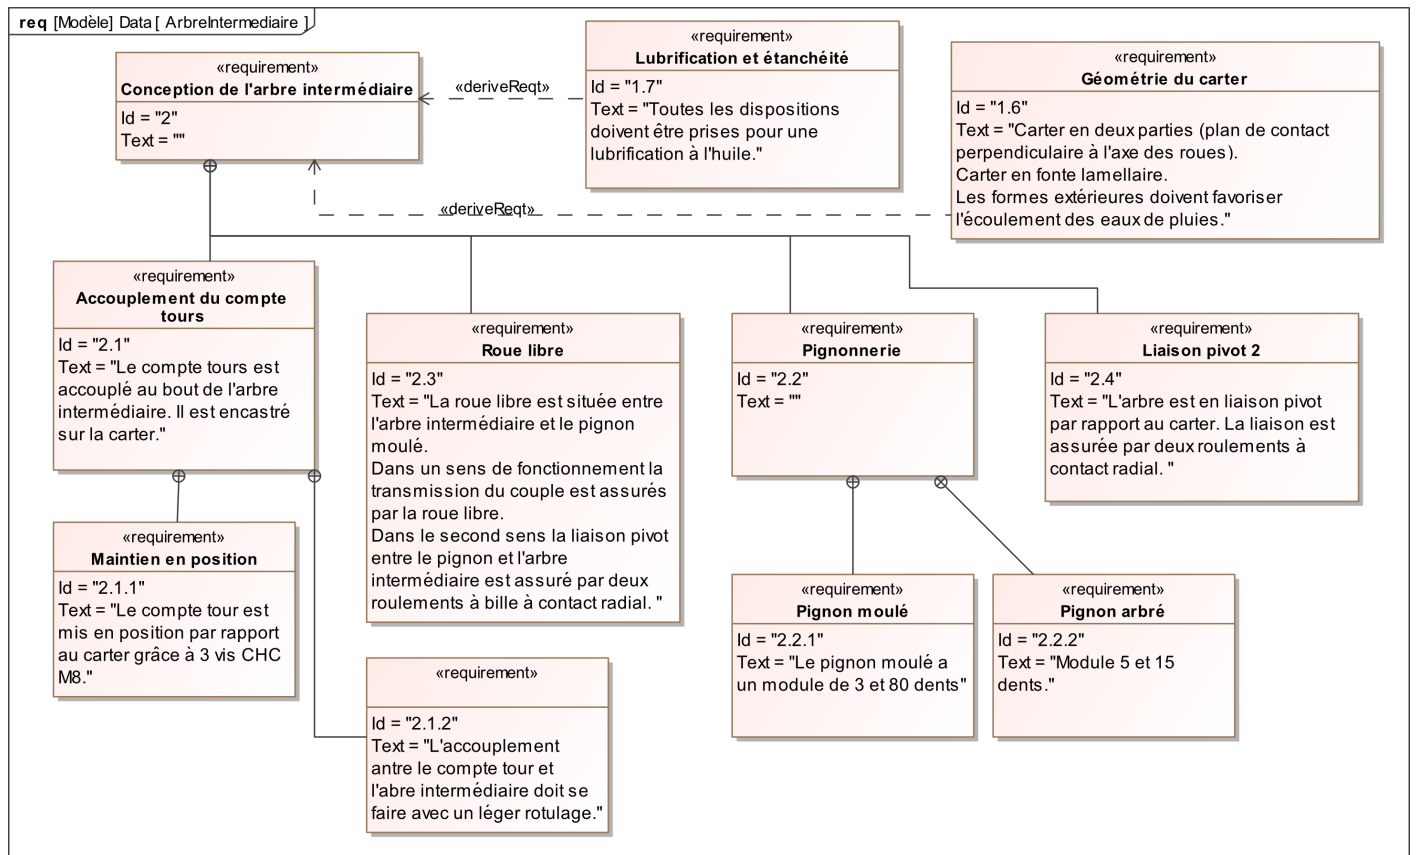 req [Modèle] Data [ ArbreIntermediaire ]
«requirement»
Conception de l'arbre intermédiaire
Id = "2"
Text = ""
«deriveReqt»
«requirement»
Lubrification et étanchéité
Id = "1.7"
Text = "Toutes les dispositions
doivent être prises pour une
lubrification à l'huile."
«requirement»
Géométrie du carter
Id = "1.6"
Text = "Carter en deux parties (plan de contact
perpendiculaire à l'axe des roues).
Carter en fonte lamellaire.
Les formes extérieures doivent favoriser
l'écoulement des eaux de pluies."
«deriveReqt»
«requirement»
Accouplement du compte
tours
Id = "2.1"
Text = "Le compte tours est
accouplé au bout de l'arbre
intermédiaire. Il est encastré
sur la carter."
«requirement»
Roue libre
Id = "2.3"
Text = "La roue libre est située entre
l'arbre intermédiaire et le pignon
moulé.
Dans un sens de fonctionnement la
transmission du couple est assurés
par la roue libre.
Dans le second sens la liaison pivot
entre le pignon et l'arbre
intermédiaire est assuré par deux
roulements à bille à contact radial. "
«requirement»
Pignonnerie
Id = "2.2"
Text = ""
«requirement»
Liaison pivot 2
Id = "2.4"
Text = "L'arbre est en liaison pivot
par rapport au carter. La liaison est
assurée par deux roulements à
contact radial. "
«requirement»
Maintien en position
Id = "2.1.1"
Text = "Le compte tour est
mis en position par rapport
au carter grâce à 3 vis CHC
M8."
«requirement»
Id = "2.1.2"
Text = "L'accouplement
antre le compte tour et
l'abre intermédiaire doit se
faire avec un léger rotulage."
«requirement»
Pignon moulé
Id = "2.2.1"
Text = "Le pignon moulé a
un module de 3 et 80 dents"
«requirement»
Pignon arbré
Id = "2.2.2"
Text = "Module 5 et 15
dents."